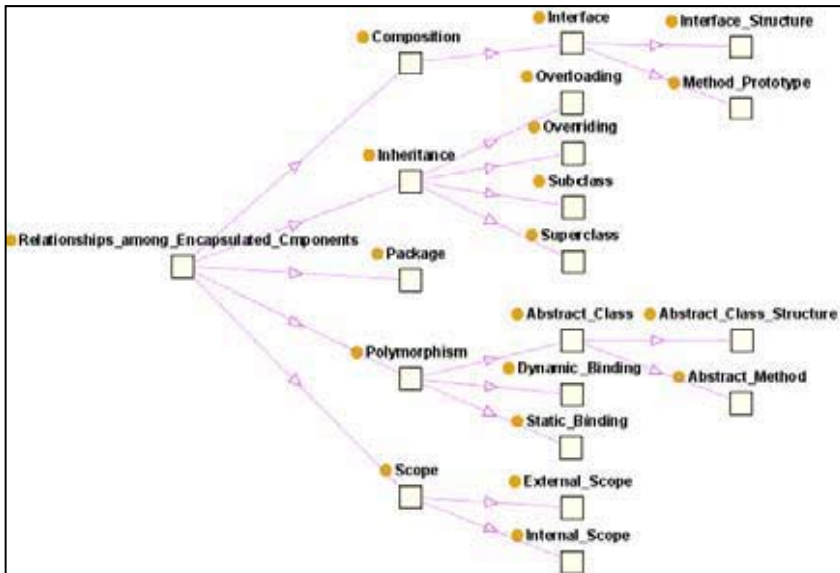 Interface
Interface_Structure
Composition
Overloading
Method_Prototype
Overriding
Inheritance
Subclass
Superclass
Relationships_among_Encapsulated_Cmponents
Package
Abstract_Class
Abstract_Class_Structure
Polymorphism
Dynamic_Binding
Abstract_Method
Static_Binding
Scope
External_Scope
Internal_Scope